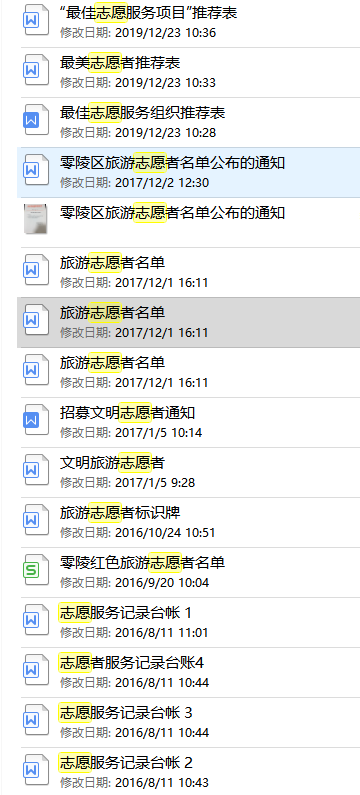 “最佳志愿服务项目”推荐表
修改日期: 2019/12/23 10:36
最美志愿者推荐表
修改日期: 2019/12/23 10:33
最佳志愿服务组织推荐表
修改日期: 2019/12/23 10:28
零陵区旅游志愿者名单公布的通知
修改日期: 2017/12/2 12:30
零陵区旅游志愿者名单公布的通知
旅游志愿者名单
修改日期: 2017/12/1 16:11
旅游志愿者名单
修改日期: 2017/12/1 16:11
旅游志愿者名单
修改日期: 2017/12/1 16:11
招募文明志愿者通知
修改日期: 2017/1/5 10:14
文明旅游志愿者
修改日期: 2017/1/5 9:28
旅游志愿者标识牌
修改日期: 2016/10/24 10:51
零陵红色旅游志愿者名单
修改日期: 2016/9/20 10:04
志愿服务记录台帐 1
修改日期: 2016/8/11 11:01
志愿者服务记录台账4
修改日期: 2016/8/11 10:44
志愿服务记录台帐 3
修改日期: 2016/8/11 10:44
志愿服务记录台帐 2
修改日期: 2016/8/11 10:43